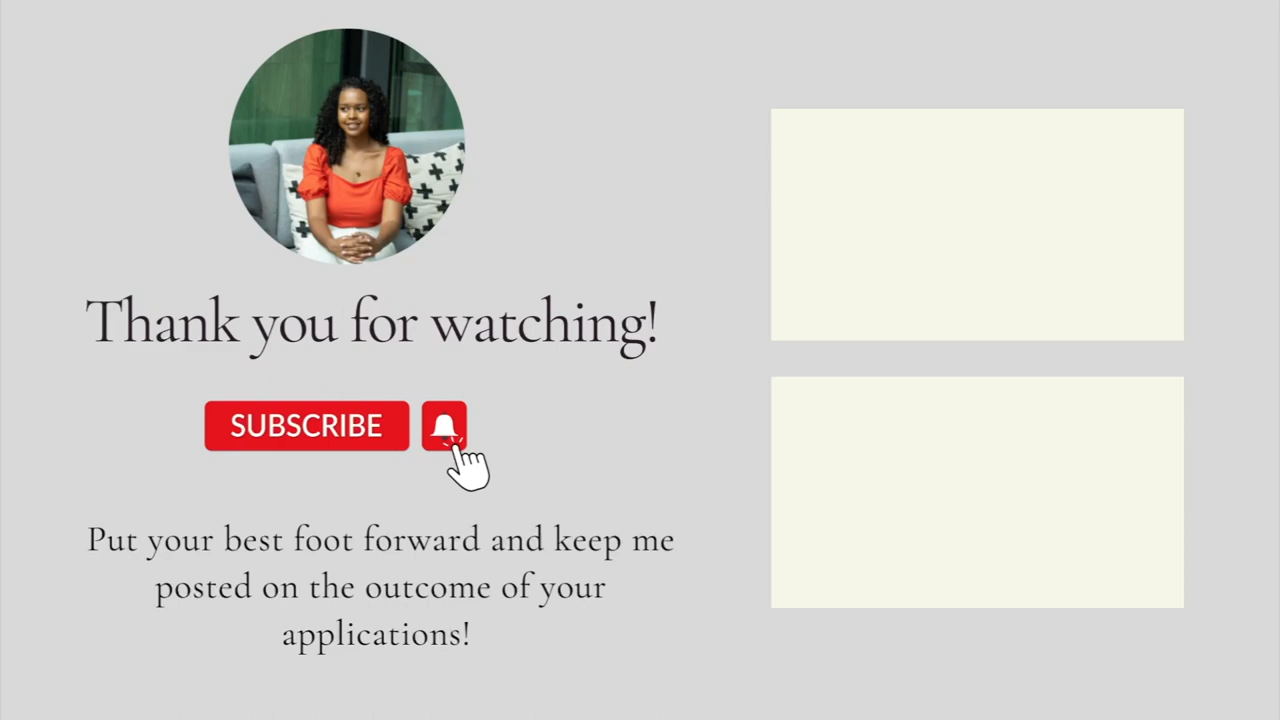 Thank you for watching!
SUBSCRIBE
Put your best foot forward and keep me
posted on the outcome of your
applications!